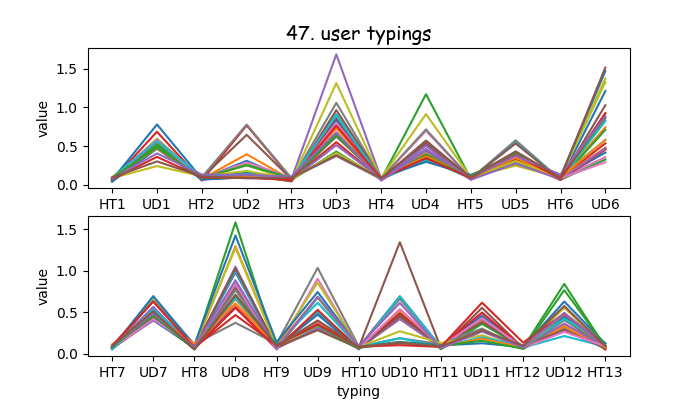 47. user typings
value
1.5
1.0
0.5
0.0
HT1 UD1 HT2 UD2 HT3 UD3 HT4 UD4 HT5 UD5 HT6 UD6
value
1.5
1.0
0.5
0.0
HT7 UD7 HT8 UD8 HT9 UD9 HT10 UD10 HT11 UD11 HT12 UD12 HT13
typing